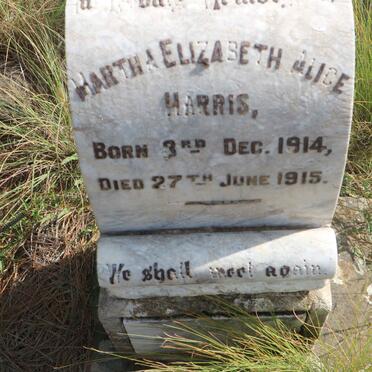 MARTHA ELIZABETH ALICE
HARRIS,
BORN 3RD DEC. 1914,
DIED 27TH JUNE 1915.
We shall meet again